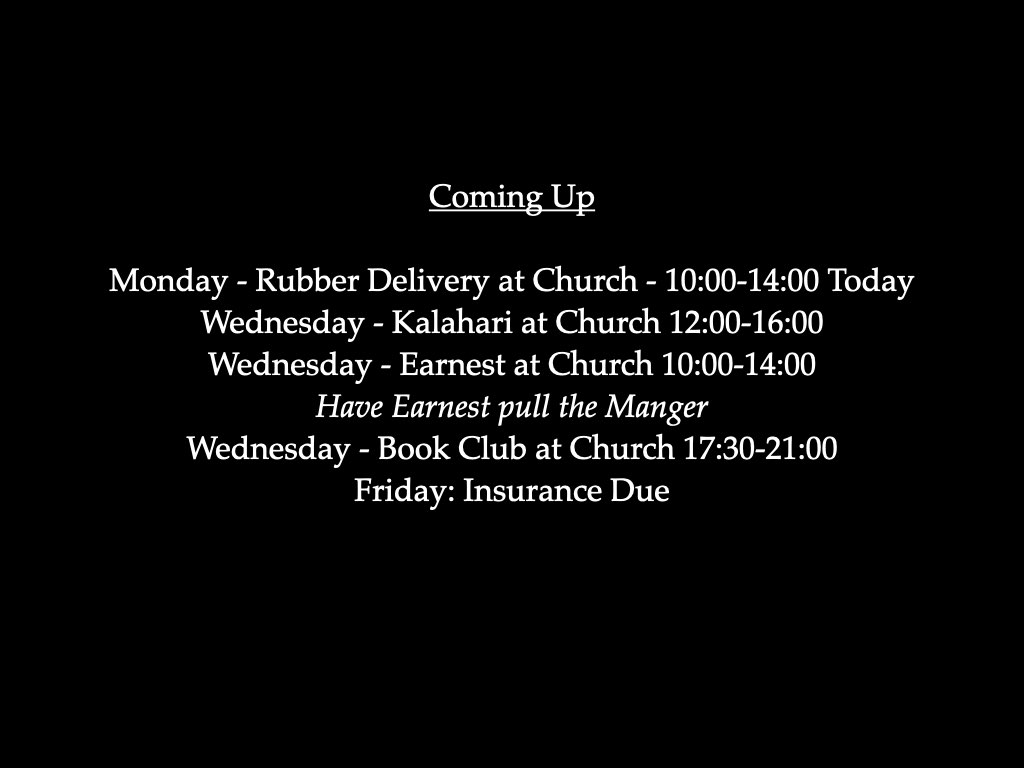 Coming Up
Monday - Rubber Delivery at Church - 10:00-14:00 Today
Wednesday - Kalahari at Church 12:00-16:00
Wednesday - Earnest at Church 10:00-14:00
Have Earnest pull the Manger
Wednesday - Book Club at Church 17:30-21:00
Friday: Insurance Due